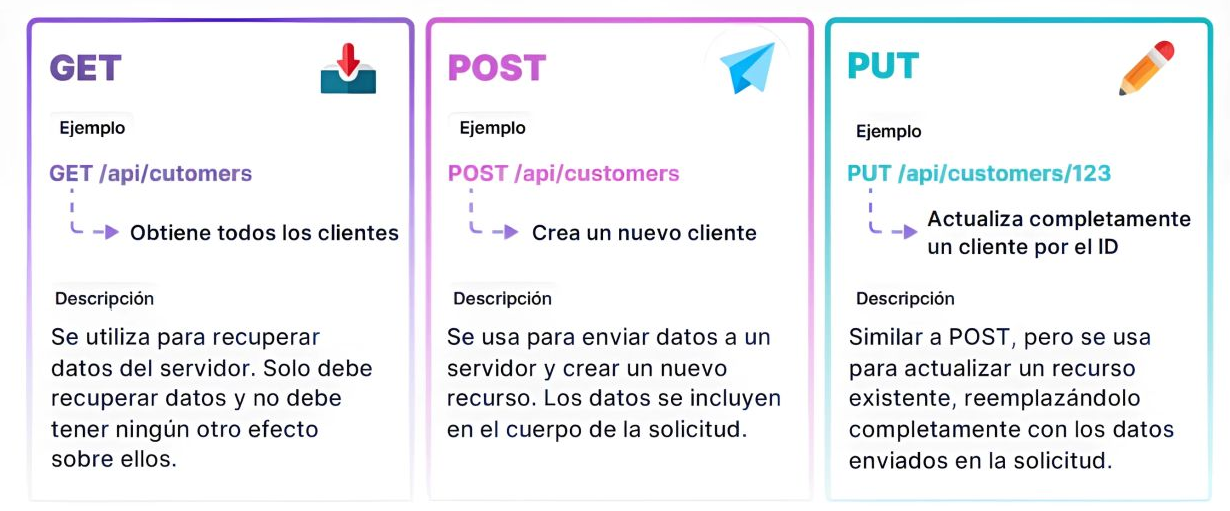 GET
Ejemplo
GET /api/cutomers
Obtiene todos los clientes
Descripción
Se utiliza para recuperar
datos del servidor. Solo debe
recuperar datos y no debe
tener ningún otro efecto
sobre ellos.
POST
Ejemplo
POST /api/customers
Crea un nuevo cliente
Descripción
Se usa para enviar datos a un
servidor y crear un nuevo
recurso. Los datos se incluyen
en el cuerpo de la solicitud.
PUT
Ejemplo
PUT /api/customers/123
Actualiza completamente
un cliente por el ID
Descripción
Similar a POST, pero se usa
para actualizar un recurso
existente, reemplazándolo
completamente con los datos
enviados en la solicitud.